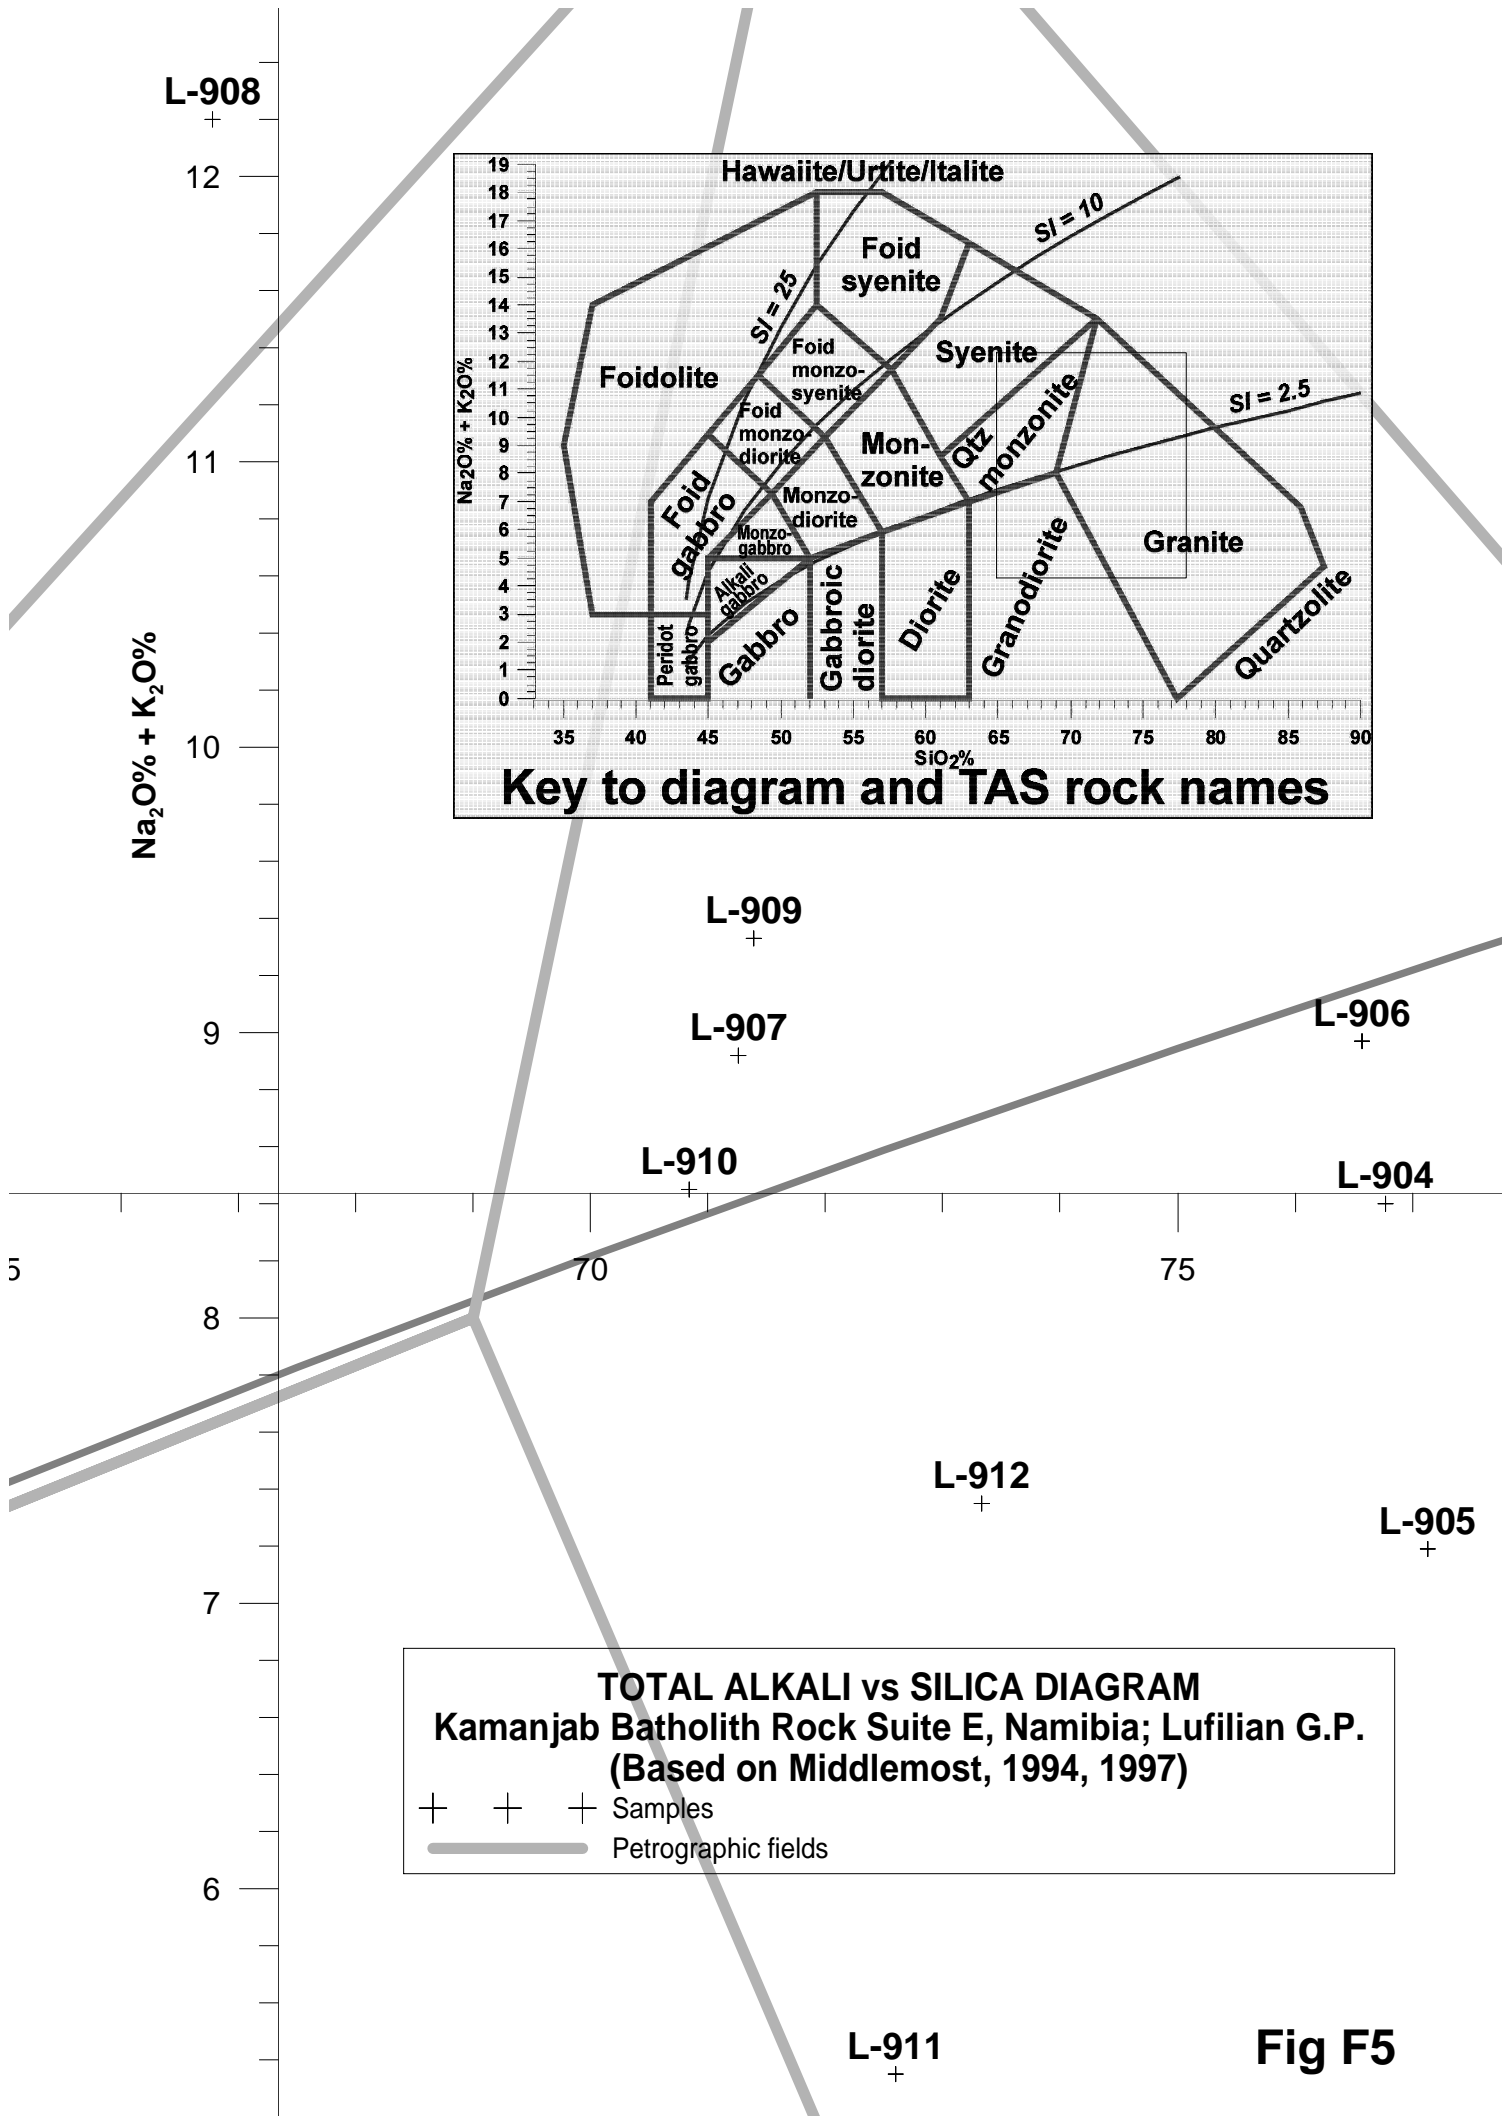 L-908
12
11
10
9
8
7
6
Na2O% + K2O%
19
18
17
16
15
14
13
12
11
10
9
8
7
6
5
4
3
2
1
0
Na2O% + K2O%
Hawaiite/Urtite/Italite
SI = 10
Foid
syenite
SI = 25
Foid
monzo-
syenite
Syenite
Foidolite
SI = 2.5
Foid
monzo-
diorite
Mon-
zonite
Qtz
monzonite
Foid
gabbro
Monzo-
diorite
Monzo-
gabbro
Granite
Alkali
gabbro
Gabbro
Gabbroic
diorite
Diorite
Granodiorite
Quartzolite
Peridot
gabbro
35 40 45 50 55 60 65 70 75 80 85 90
SiO2%
Key to diagram and TAS rock names
L-909
L-907
L-906
L-910
L-904
5 70 75
L-912
L-905
TOTAL ALKALI vs SILICA DIAGRAM
Kamanjab Batholith Rock Suite E, Namibia; Lufilian G.P.
(Based on Middlemost, 1994, 1997)
Samples
Petrographic fields
L-911
Fig F5